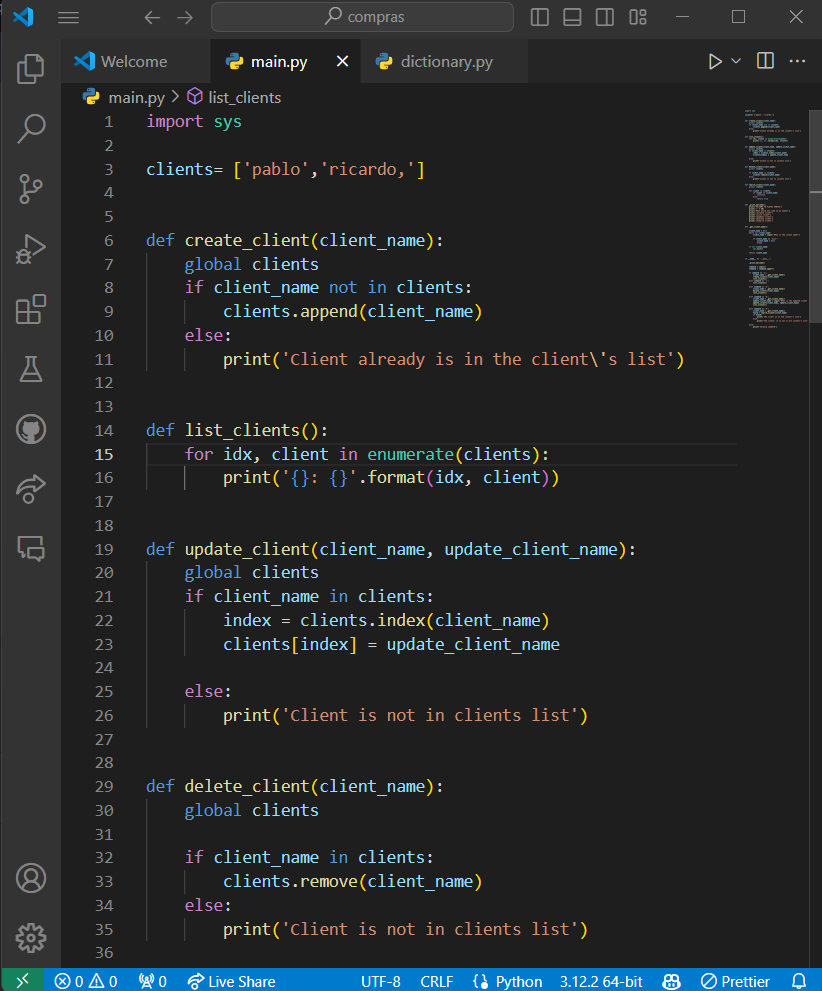 compras
Welcome
main.py
dictionary.py
main.py > list_clients
1 import sys
2
3 clients= ['pablo','ricardo,']
4
5
6 def create_client(client_name):
7     global clients
8     if client_name not in clients:
9         clients.append(client_name)
10     else:
11         print('Client already is in the client\'s list')
12
13
14 def list_clients():
15     for idx, client in enumerate(clients):
16         print('{}: {}'.format(idx, client))
17
18
19 def update_client(client_name, update_client_name):
20     global clients
21     if client_name in clients:
22         index = clients.index(client_name)
23         clients[index] = update_client_name
24
25     else:
26         print('Client is not in clients list')
27
28
29 def delete_client(client_name):
30     global clients
31
32     if client_name in clients:
33         clients.remove(client_name)
34     else:
35         print('Client is not in clients list')
36
0 0 0 Live Share UTF-8 CRLF Python 3.12.2 64-bit Prettier